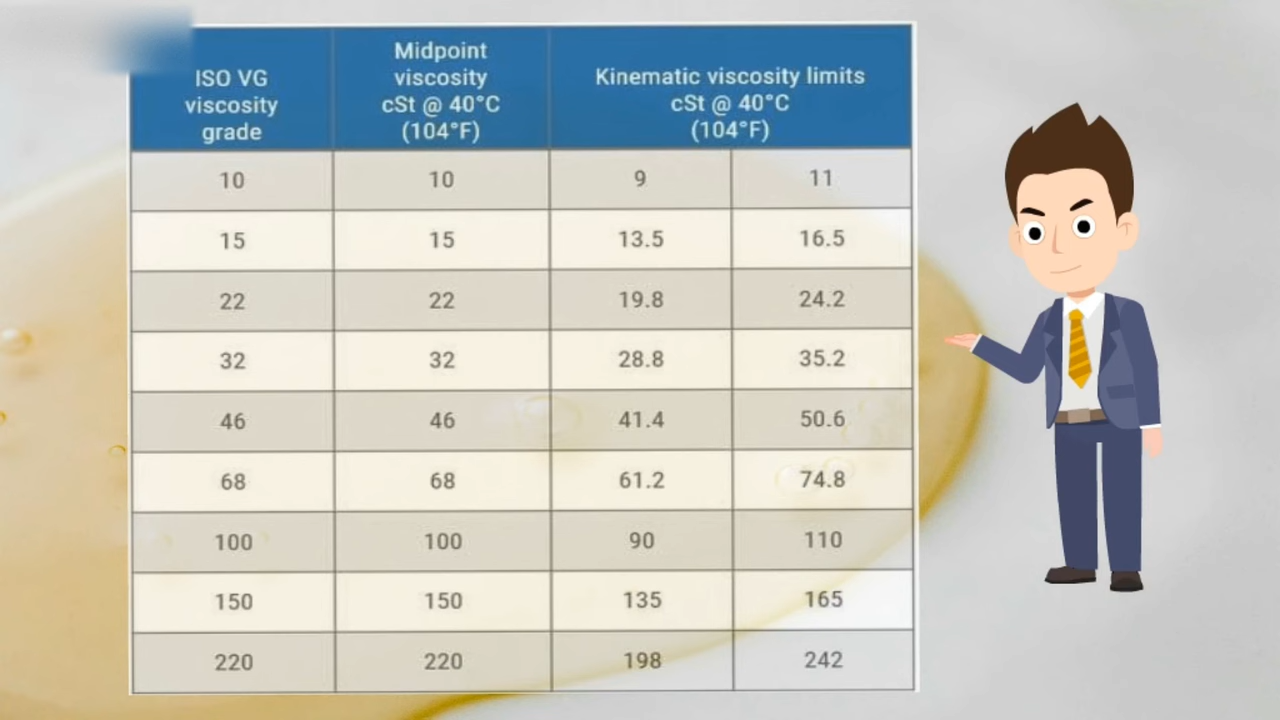 ISO VG
viscosity
grade
Midpoint
viscosity
cSt @ 40°C
(104°F)
Kinematic viscosity limits
cSt @ 40°C
(104°F)
10 10 9 11
15 15 13.5 16.5
22 22 19.8 24.2
32 32 28.8 35.2
46 46 41.4 50.6
68 68 61.2 74.8
100 100 90 110
150 150 135 165
220 220 198 242